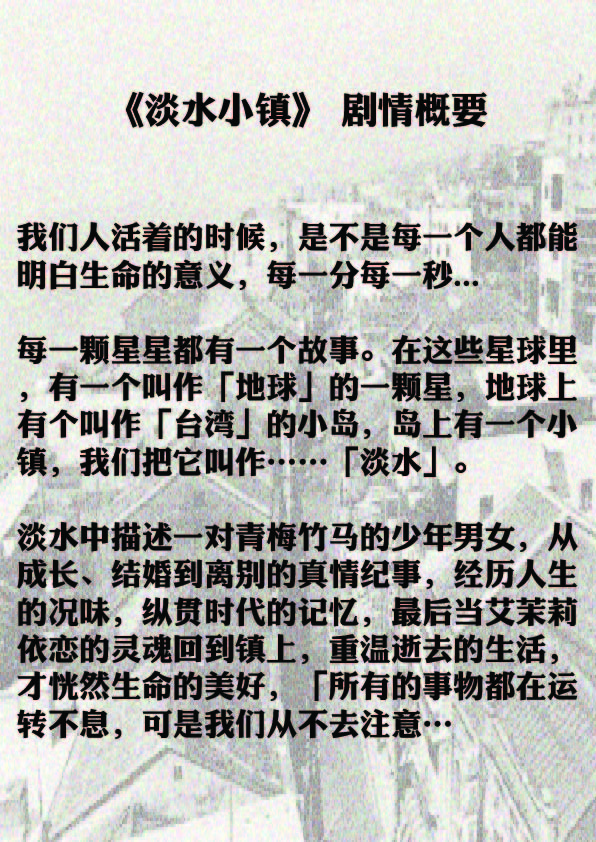 《淡水小镇》 剧情概要
我们人活着的时候，是不是每一个人都能
明白生命的意义，每一分每一秒...
每一颗星星都有一个故事。在这些星球里
，有一个叫作「地球」的一颗星，地球上
有个叫作「台湾」的小岛，岛上有一个小
镇，我们把它叫作……「淡水」。
淡水中描述一对青梅竹马的少年男女，从
成长、结婚到离别的真情纪事，经历人生
的况味，纵贯时代的记忆，最后当艾茉莉
依恋的灵魂回到镇上，重温逝去的生活，
才恍然生命的美好，「所有的事物都在运
转不息，可是我们从不去注意…